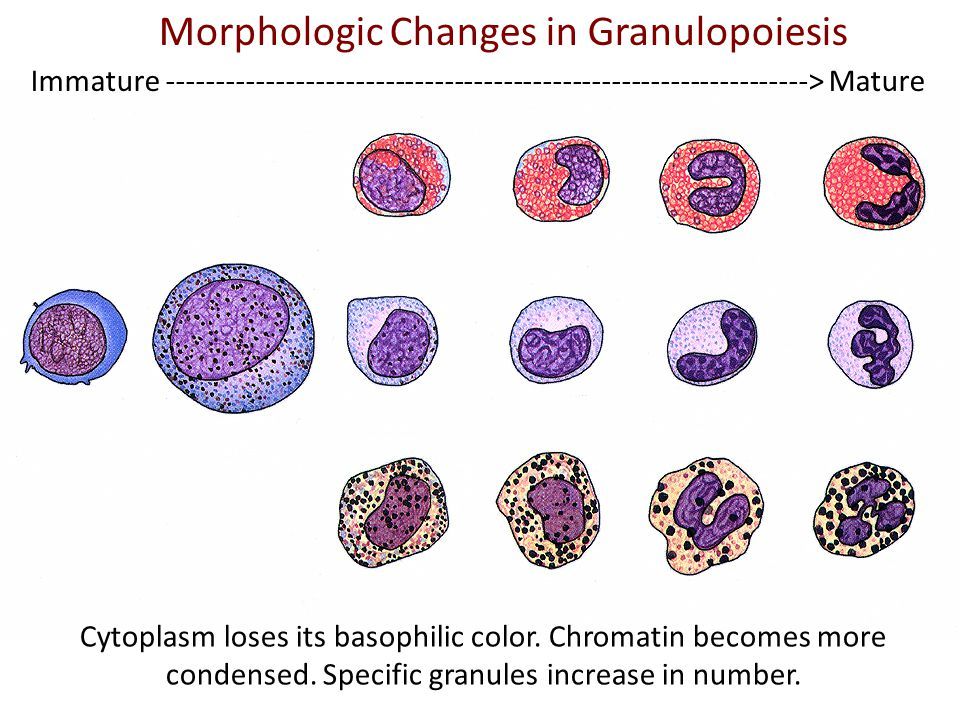 Morphologic Changes in Granulopoiesis
Immature -----------------------------------------------------------------> Mature
Cytoplasm loses its basophilic color. Chromatin becomes more
condensed. Specific granules increase in number.